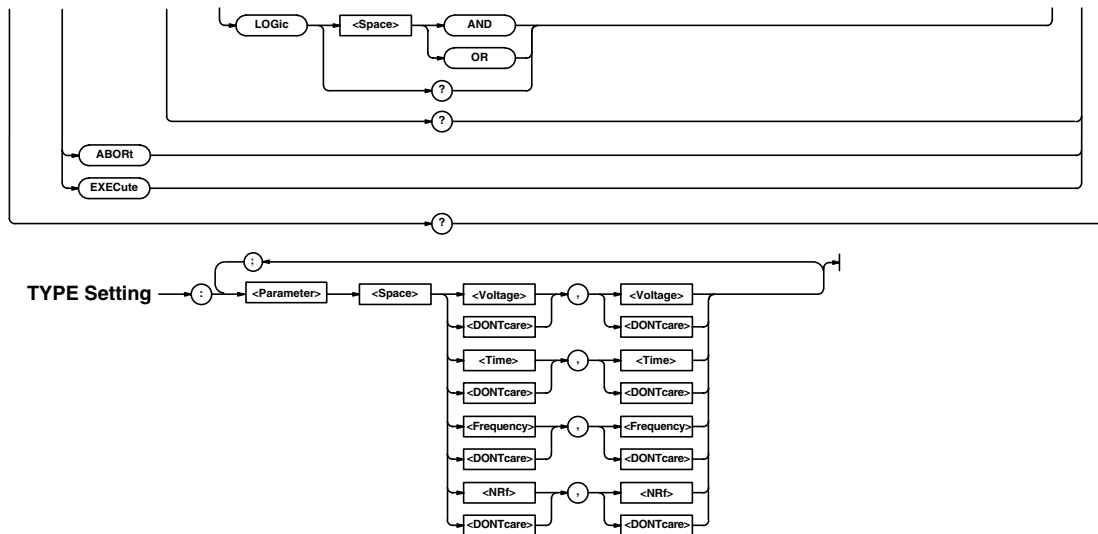 LOGic <Space> AND
OR
?
?
ABORt
EXECute
?
;
TYPE Setting : <Parameter> <Space> <Voltage> , <Voltage>
<DONTcare> <DONTcare>
<Time> , <Time>
<DONTcare> <DONTcare>
<Frequency> , <Frequency>
<DONTcare> <DONTcare>
<NRf> , <NRf>
<DONTcare> <DONTcare>